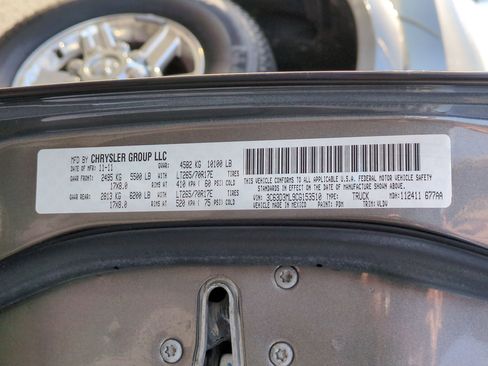 MFD BY CHRYSLER GROUP LLC
DATE OF MFR 11-11 GVWR: 4582 KG 10100 LB
GAWR FRONT: 2495 KG 5500 LB WITH LT265/70R17E TIRES
17X8.0 RIMS AT 410 KPA( 60 PSI COLD
GAWR REAR: 2813 KG 6200 LB WITH LT265/70R17E TIRES
17X8.0 RIMS AT 520 KPA( 75 PSI COLD
THIS VEHICLE CONFORMS TO ALL APPLICABLE U.S.A. FEDERAL MOTOR VEHICLE SAFETY
STANDARDS IN EFFECT ON THE DATE OF MANUFACTURE SHOWN ABOVE.
VIN: 3C63D3ML9CG153510 TYPE: TRUCK MDH: 112411 677AA
VEHICLE MADE IN MEXICO PAINT: PDM TRIM: VLDV